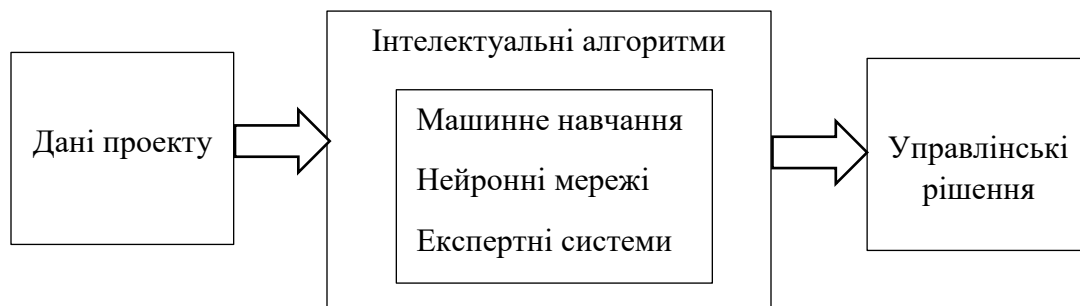 Дані проекту
Інтелектуальні алгоритми
Машинне навчання
Нейронні мережі
Експертні системи
Управлінські
рішення